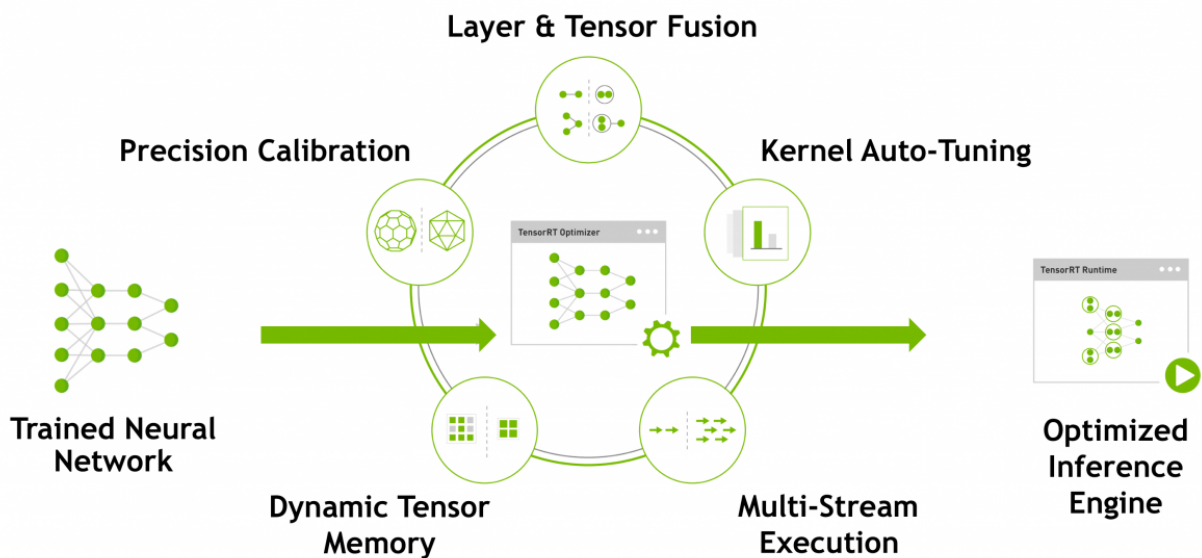 Layer & Tensor Fusion
Precision Calibration
Kernel Auto-Tuning
TensorRT Optimizer
TensorRT Runtime
Trained Neural
Network
Dynamic Tensor
Memory
Multi-Stream
Execution
Optimized
Inference
Engine